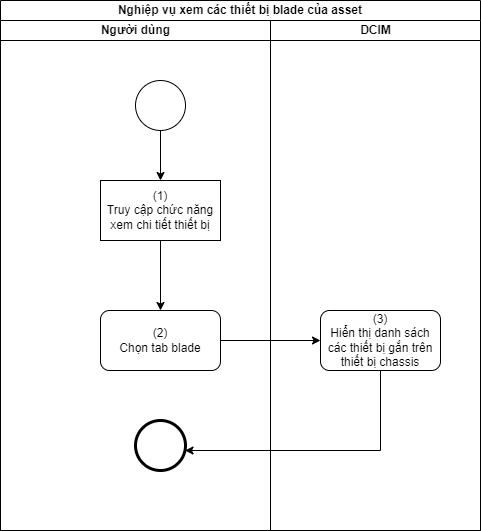 Nghiệp vụ xem các thiết bị blade của asset
Người dùng
DCIM
(1)
Truy cập chức năng
xem chi tiết thiết bị
(2)
Chọn tab blade
(3)
Hiển thị danh sách
các thiết bị gắn trên
thiết bị chassis